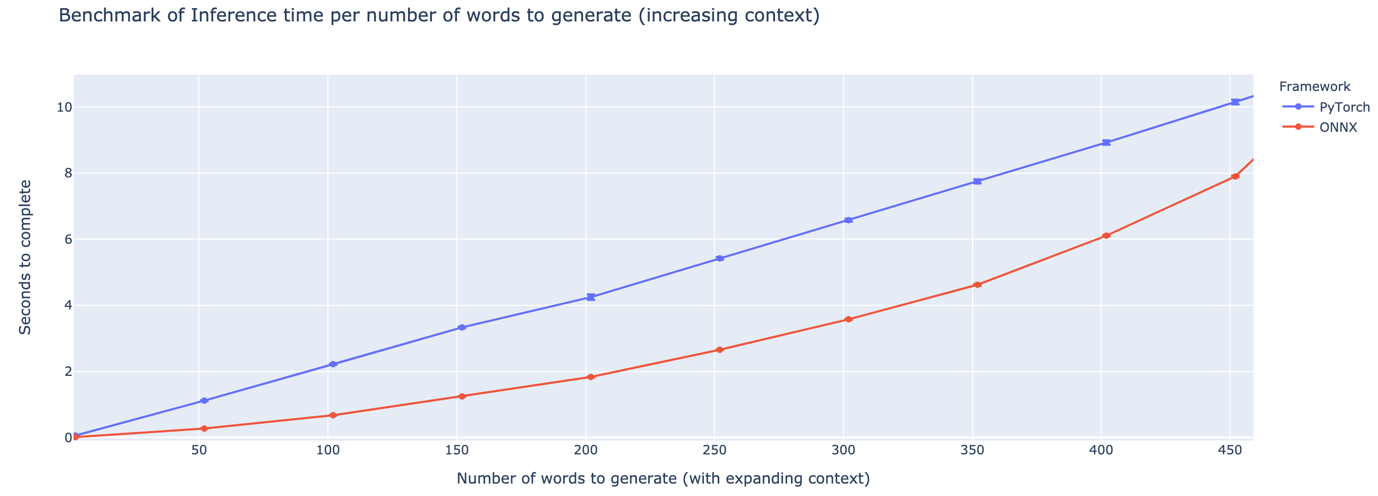 Benchmark of Inference time per number of words to generate (increasing context)
Framework
PyTorch
ONNX
Seconds to complete
10
8
6
4
2
0
50 100 150 200 250 300 350 400 450
Number of words to generate (with expanding context)